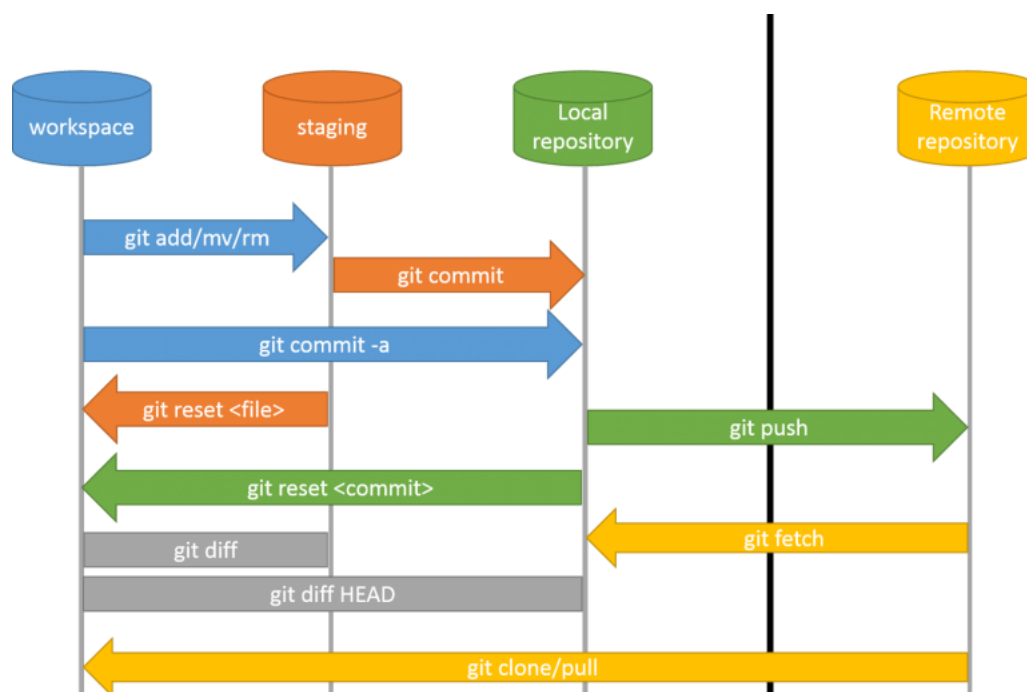 workspace
staging
Local
repository
Remote
repository
git add/mv/rm
git commit
git commit -a
git reset <file>
git push
git reset <commit>
git fetch
git diff
git diff HEAD
git clone/pull